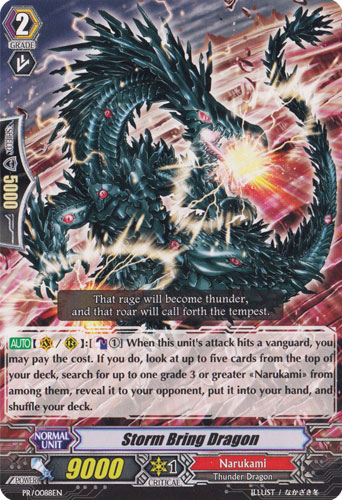 2
GRADE
SHIELD
5000
That rage will become thunder,
and that roar will call forth the tempest.
AUTO [ / ]:[ (1)] When this unit's attack hits a vanguard, you
may pay the cost. If you do, look at up to five cards from the top
of your deck, search for up to one grade 3 or greater «Narukami» from
among them, reveal it to your opponent, put it into your hand, and
shuffle your deck.
NORMAL
UNIT
Storm Bring Dragon
POWER
9000
1
CRITICAL
Narukami
Thunder Dragon
PR/0088EN
ILLUST / なかざき冬